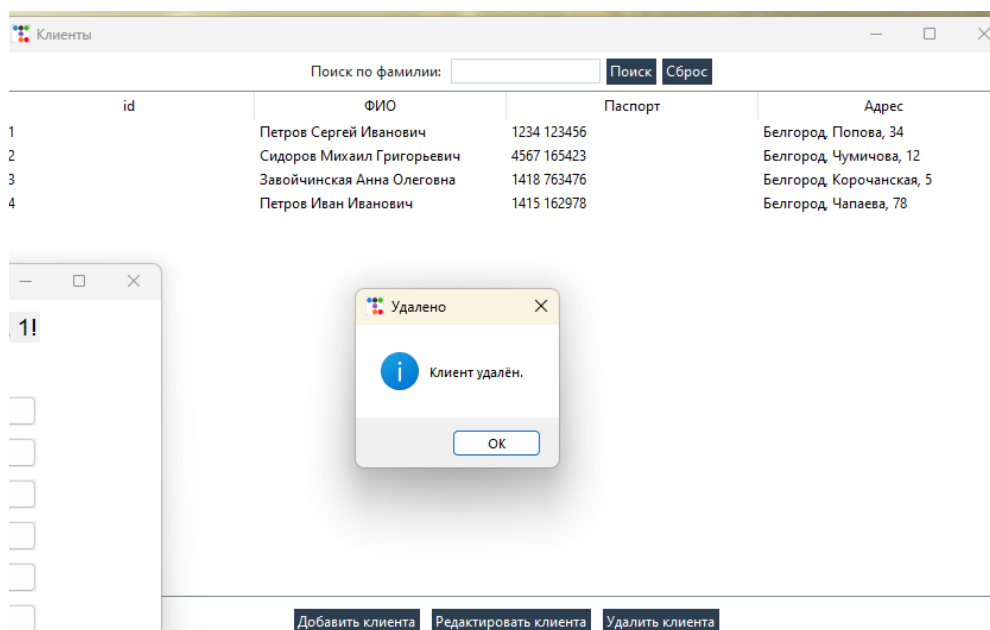 Клиенты
Поиск по фамилии: Поиск Сброс
id ФИО Паспорт Адрес
1 Петров Сергей Иванович 1234 123456 Белгород, Попова, 34
2 Сидоров Михаил Григорьевич 4567 165423 Белгород, Чумичова, 12
3 Завойчинская Анна Олеговна 1418 763476 Белгород, Корочанская, 5
4 Петров Иван Иванович 1415 162978 Белгород, Чапаева, 78
, 1!
Удалено
Клиент удалён.
ОК
Добавить клиента Редактировать клиента Удалить клиента